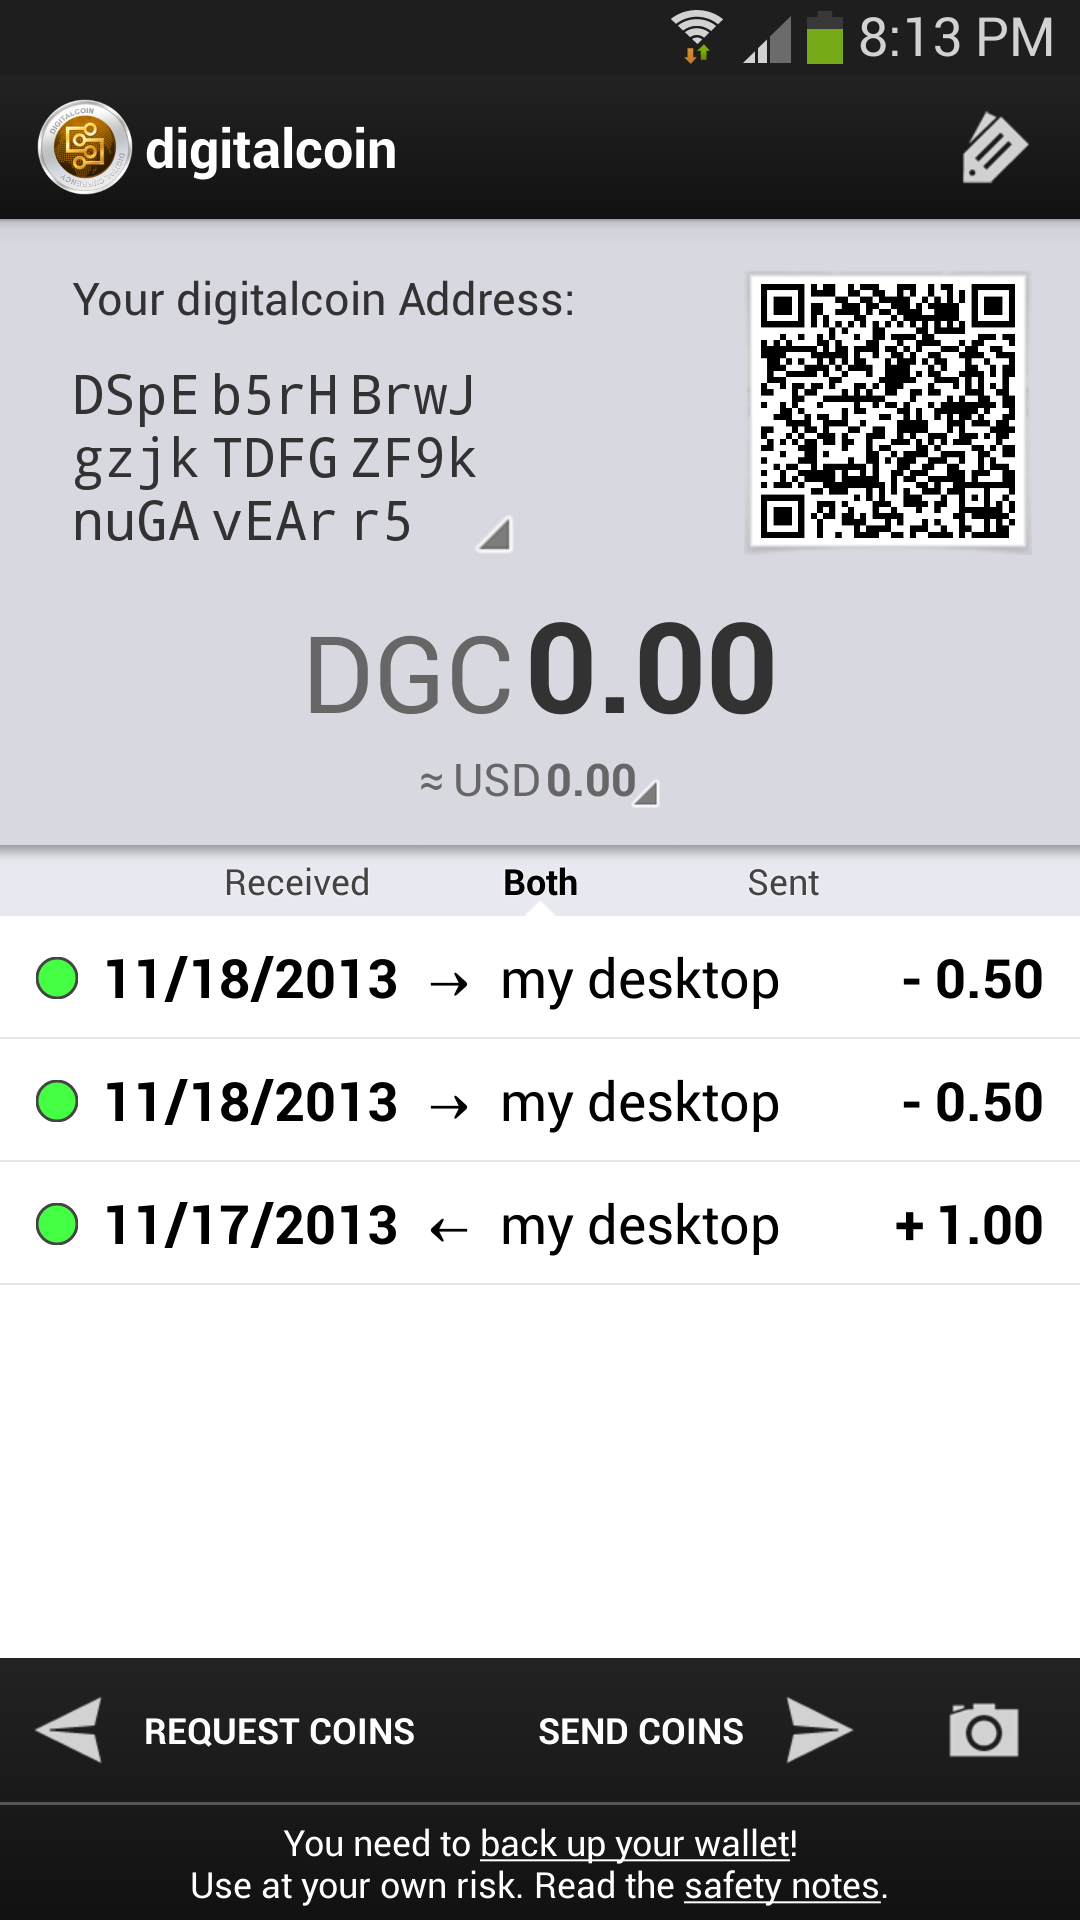 8:13 PM
digitalcoin
Your digitalcoin Address:
DSpE b5rH BrwJ
gzjk TDFG ZF9k
nuGA vEAr r5
DGC 0.00
≈ USD 0.00
Received Both Sent
11/18/2013 → my desktop - 0.50
11/18/2013 → my desktop - 0.50
11/17/2013 ← my desktop + 1.00
REQUEST COINS SEND COINS
You need to back up your wallet!
Use at your own risk. Read the safety notes.